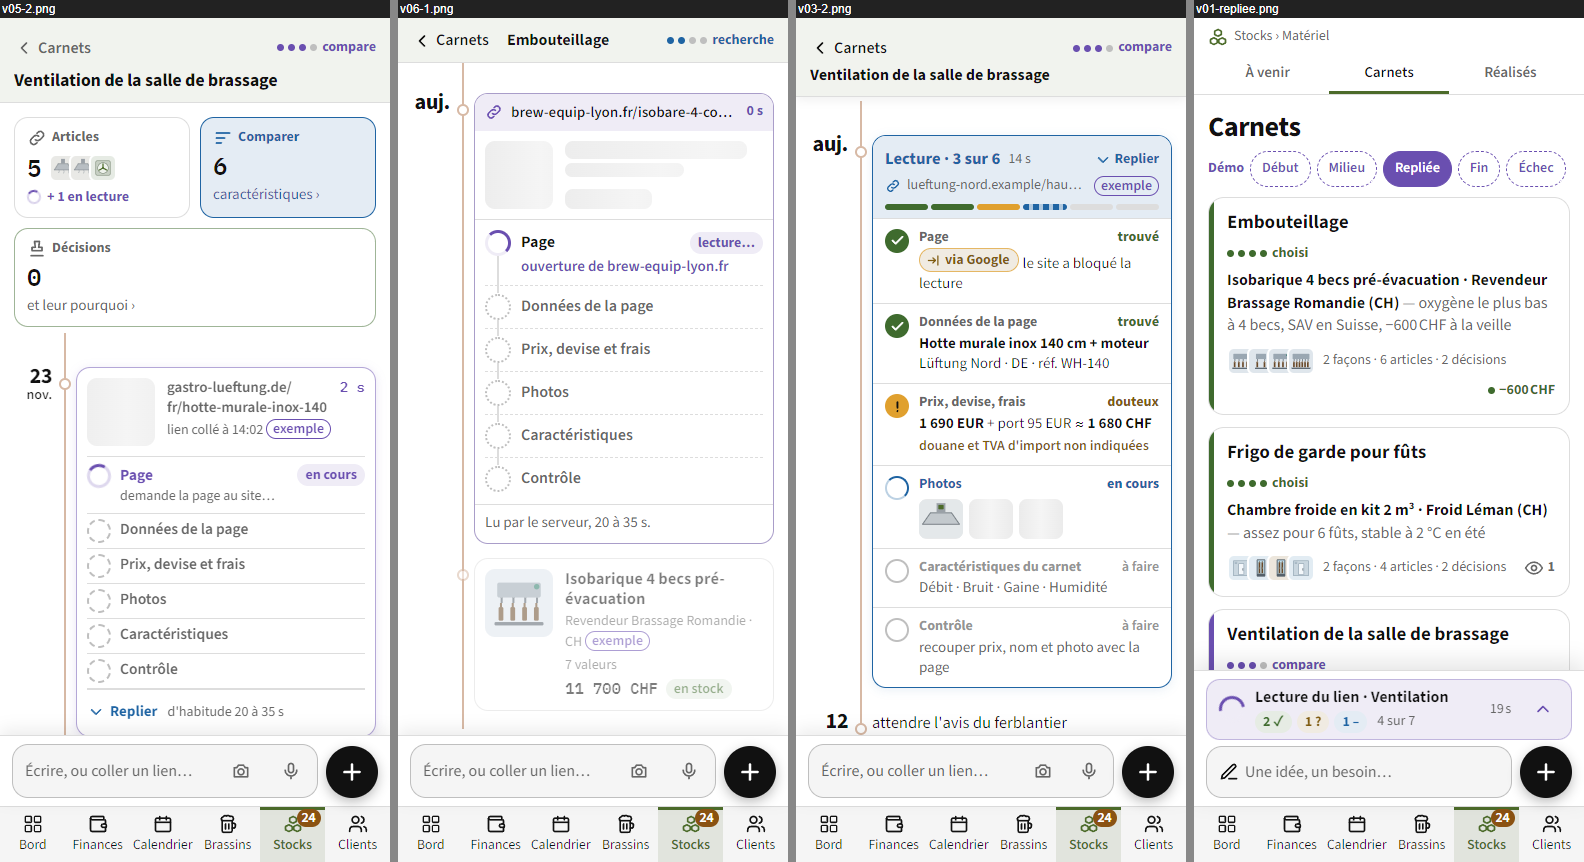 v05-2.png
Carnets
compare
Ventilation de la salle de brassage
Articles
5
+ 1 en lecture
Comparer
6
caractéristiques ›
Décisions
0
et leur pourquoi ›
23
nov.
gastro-lueftung.de/
fr/hotte-murale-inox-140
2 s
lien collé à 14:02 exemple
Page
en cours
demande la page au site…
Données de la page
Prix, devise et frais
Photos
Caractéristiques
Contrôle
Replier
d'habitude 20 à 35 s
Écrire, ou coller un lien…
Bord
Finances
Calendrier
Brassins
24
Stocks
Clients
v06-1.png
Carnets
Embouteillage
recherche
auj.
brew-equip-lyon.fr/isobare-4-co…
0 s
Page
lecture…
ouverture de brew-equip-lyon.fr
Données de la page
Prix, devise et frais
Photos
Caractéristiques
Contrôle
Lu par le serveur, 20 à 35 s.
Isobarique 4 becs pré-
évacuation
Revendeur Brassage Romandie ·
CH exemple
7 valeurs
11 700 CHF en stock
Écrire, ou coller un lien…
Bord
Finances
Calendrier
Brassins
24
Stocks
Clients
v03-2.png
Carnets
compare
Ventilation de la salle de brassage
auj.
Lecture · 3 sur 6 14 s
Replier
lueftung-nord.example/hau…
exemple
Page
trouvé
via Google le site a bloqué la
lecture
Données de la page
trouvé
Hotte murale inox 140 cm + moteur
Lüftung Nord · DE · réf. WH-140
Prix, devise, frais
douteux
1 690 EUR + port 95 EUR ≈ 1 680 CHF
douane et TVA d'import non indiquées
Photos
en cours
Caractéristiques du carnet
à faire
Débit · Bruit · Gaine · Humidité
Contrôle
à faire
recouper prix, nom et photo avec la
page
12
attendre l'avis du ferblantier
Écrire, ou coller un lien…
Bord
Finances
Calendrier
Brassins
24
Stocks
Clients
v01-repliee.png
Stocks › Matériel
À venir
Carnets
Réalisés
Carnets
Démo
Début
Milieu
Repliée
Fin
Échec
Embouteillage
choisi
Isobarique 4 becs pré-évacuation · Revendeur
Brassage Romandie (CH) — oxygène le plus bas
à 4 becs, SAV en Suisse, −600 CHF à la veille
2 façons · 6 articles · 2 décisions
−600 CHF
Frigo de garde pour fûts
choisi
Chambre froide en kit 2 m³ · Froid Léman (CH)
— assez pour 6 fûts, stable à 2 °C en été
2 façons · 4 articles · 2 décisions
1
Ventilation de la salle de brassage
compare
Lecture du lien · Ventilation
2 ✓
1 ?
1 –
4 sur 7
19 s
Une idée, un besoin…
Bord
Finances
Calendrier
Brassins
24
Stocks
Clients